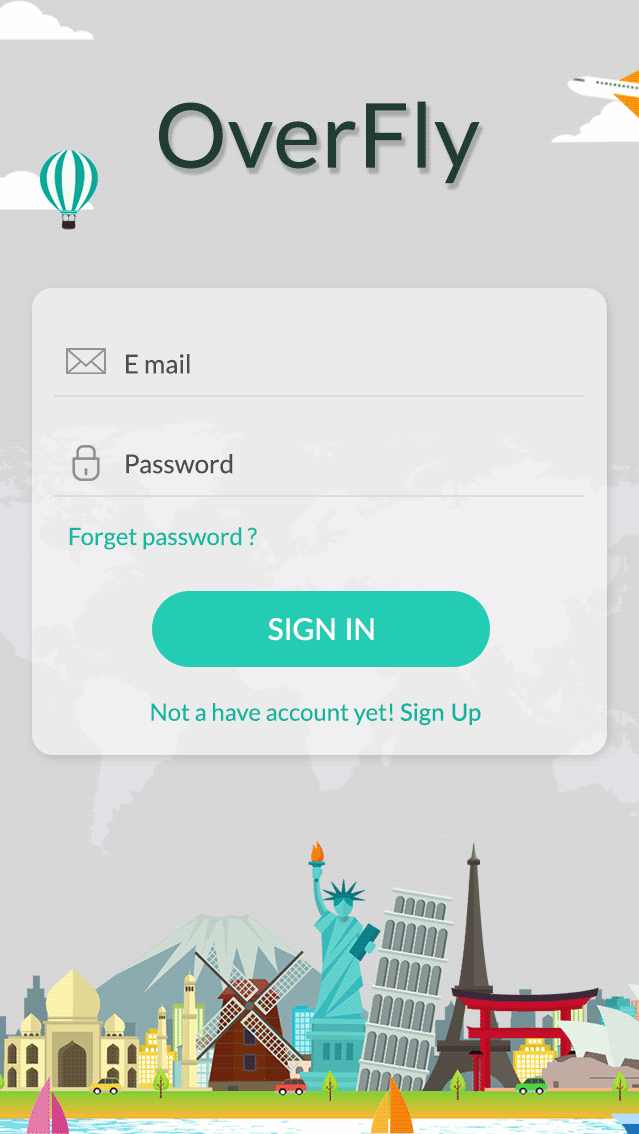 OverFly
E mail
Password
Forget password ?
SIGN IN
Not a have account yet! Sign Up